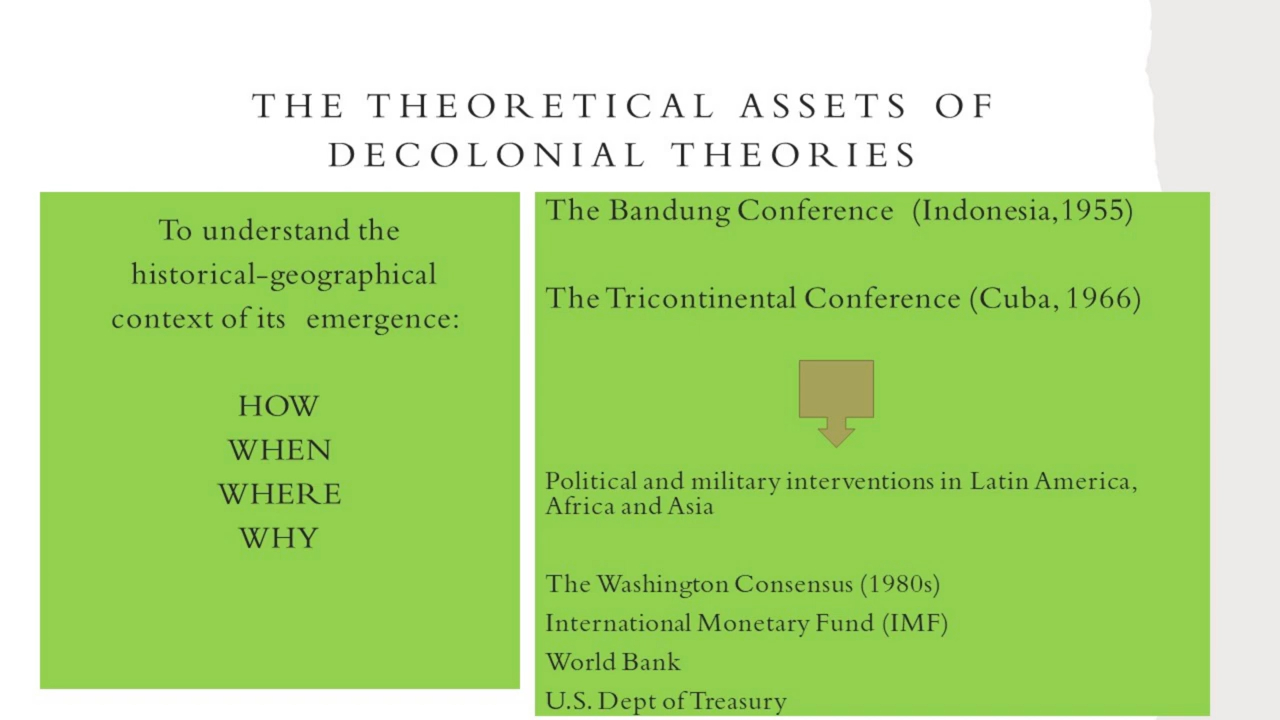 THE THEORETICAL ASSETS OF
DECOLONIAL THEORIES
To understand the
historical-geographical
context of its emergence:
HOW
WHEN
WHERE
WHY
The Bandung Conference (Indonesia,1955)
The Tricontinental Conference (Cuba, 1966)
Political and military interventions in Latin America,
Africa and Asia
The Washington Consensus (1980s)
International Monetary Fund (IMF)
World Bank
U.S. Dept of Treasury